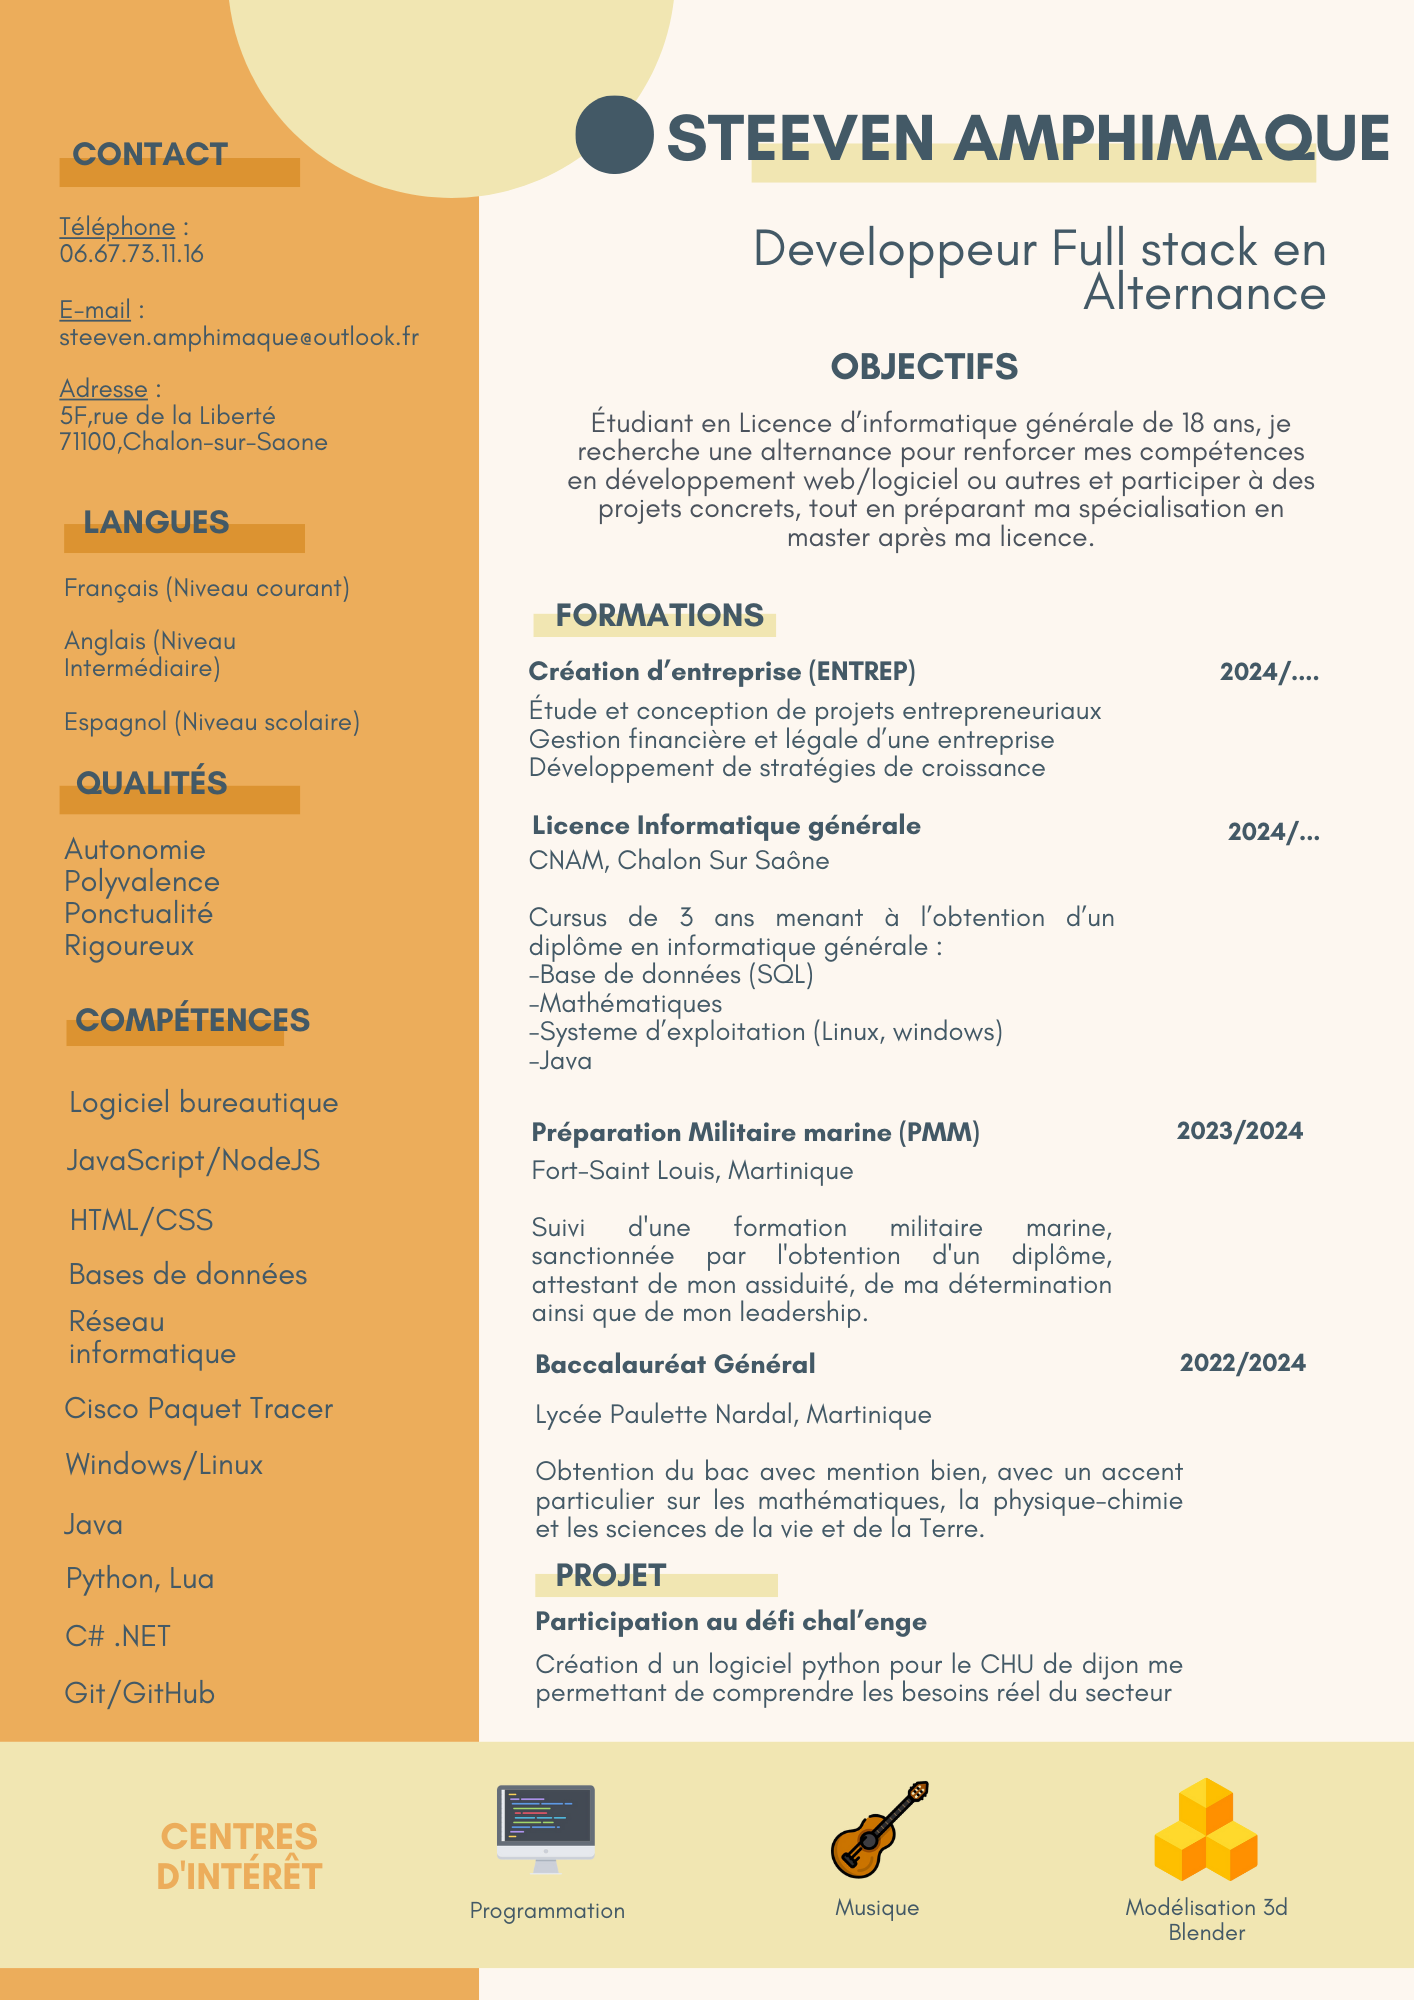 STEEVEN AMPHIMAQUE
Developpeur Full stack en
Alternance
CONTACT
Téléphone :
06.67.73.11.16
E-mail :
steeven.amphimaque@outlook.fr
Adresse :
5F,rue de la Liberté
71100,Chalon-sur-Saone
LANGUES
Français (Niveau courant)
Anglais (Niveau
Intermédiaire)
Espagnol (Niveau scolaire)
QUALITÉS
Autonomie
Polyvalence
Ponctualité
Rigoureux
COMPÉTENCES
Logiciel bureautique
JavaScript/NodeJS
HTML/CSS
Bases de données
Réseau
informatique
Cisco Paquet Tracer
Windows/Linux
Java
Python, Lua
C# .NET
Git/GitHub
OBJECTIFS
Étudiant en Licence d’informatique générale de 18 ans, je
recherche une alternance pour renforcer mes compétences
en développement web/logiciel ou autres et participer à des
projets concrets, tout en préparant ma spécialisation en
master après ma licence.
FORMATIONS
Création d’entreprise (ENTREP) 2024/....
Étude et conception de projets entrepreneuriaux
Gestion financière et légale d’une entreprise
Développement de stratégies de croissance
Licence Informatique générale 2024/...
CNAM, Chalon Sur Saône
Cursus de 3 ans menant à l’obtention d’un
diplôme en informatique générale :
-Base de données (SQL)
-Mathématiques
-Systeme d’exploitation (Linux, windows)
-Java
Préparation Militaire marine (PMM) 2023/2024
Fort-Saint Louis, Martinique
Suivi d'une formation militaire marine,
sanctionnée par l'obtention d'un diplôme,
attestant de mon assiduité, de ma détermination
ainsi que de mon leadership.
Baccalauréat Général 2022/2024
Lycée Paulette Nardal, Martinique
Obtention du bac avec mention bien, avec un accent
particulier sur les mathématiques, la physique-chimie
et les sciences de la vie et de la Terre.
PROJET
Participation au défi chal’enge
Création d un logiciel python pour le CHU de dijon me
permettant de comprendre les besoins réel du secteur
CENTRES
D'INTÉRÊT
Programmation
Musique
Modélisation 3d
Blender